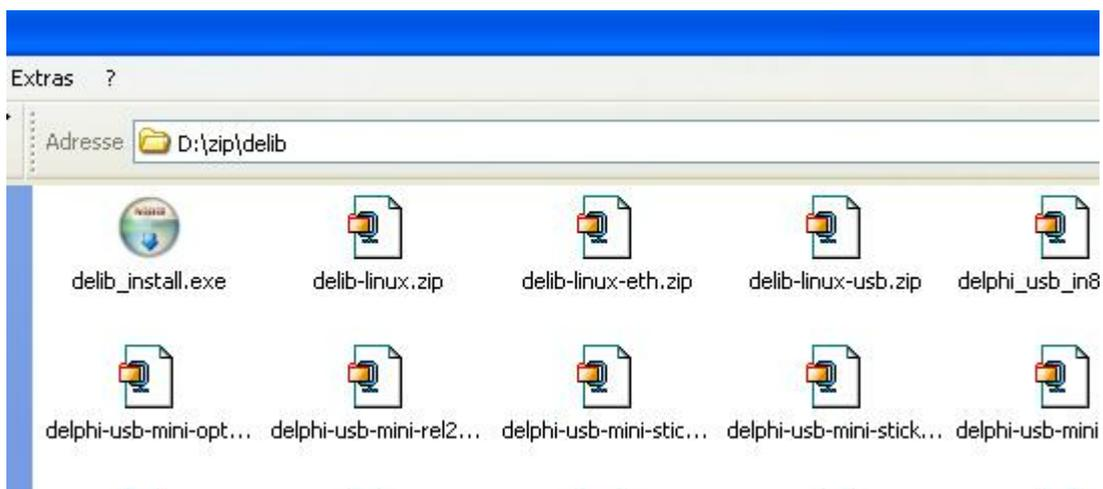 Extras ?
Adresse D:\zip\delib
delib_install.exe delib-linux.zip delib-linux-eth.zip delib-linux-usb.zip delphi_usb_in8
delphi-usb-mini-opt... delphi-usb-mini-rel2... delphi-usb-mini-stic... delphi-usb-mini-stick... delphi-usb-mini